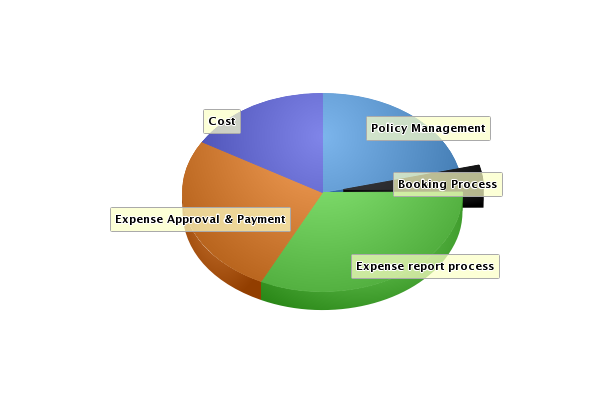 Cost
Policy Management
Booking Process
Expense Approval & Payment
Expense report process